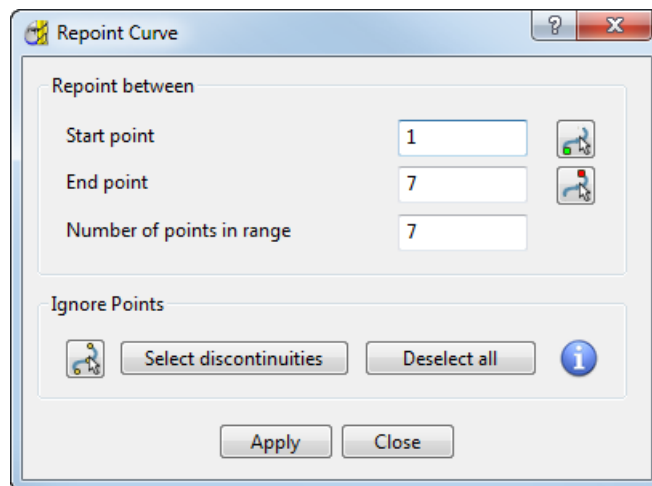 Repoint Curve
Repoint between
Start point 1
End point 7
Number of points in range 7
Ignore Points
Select discontinuities Deselect all
Apply Close